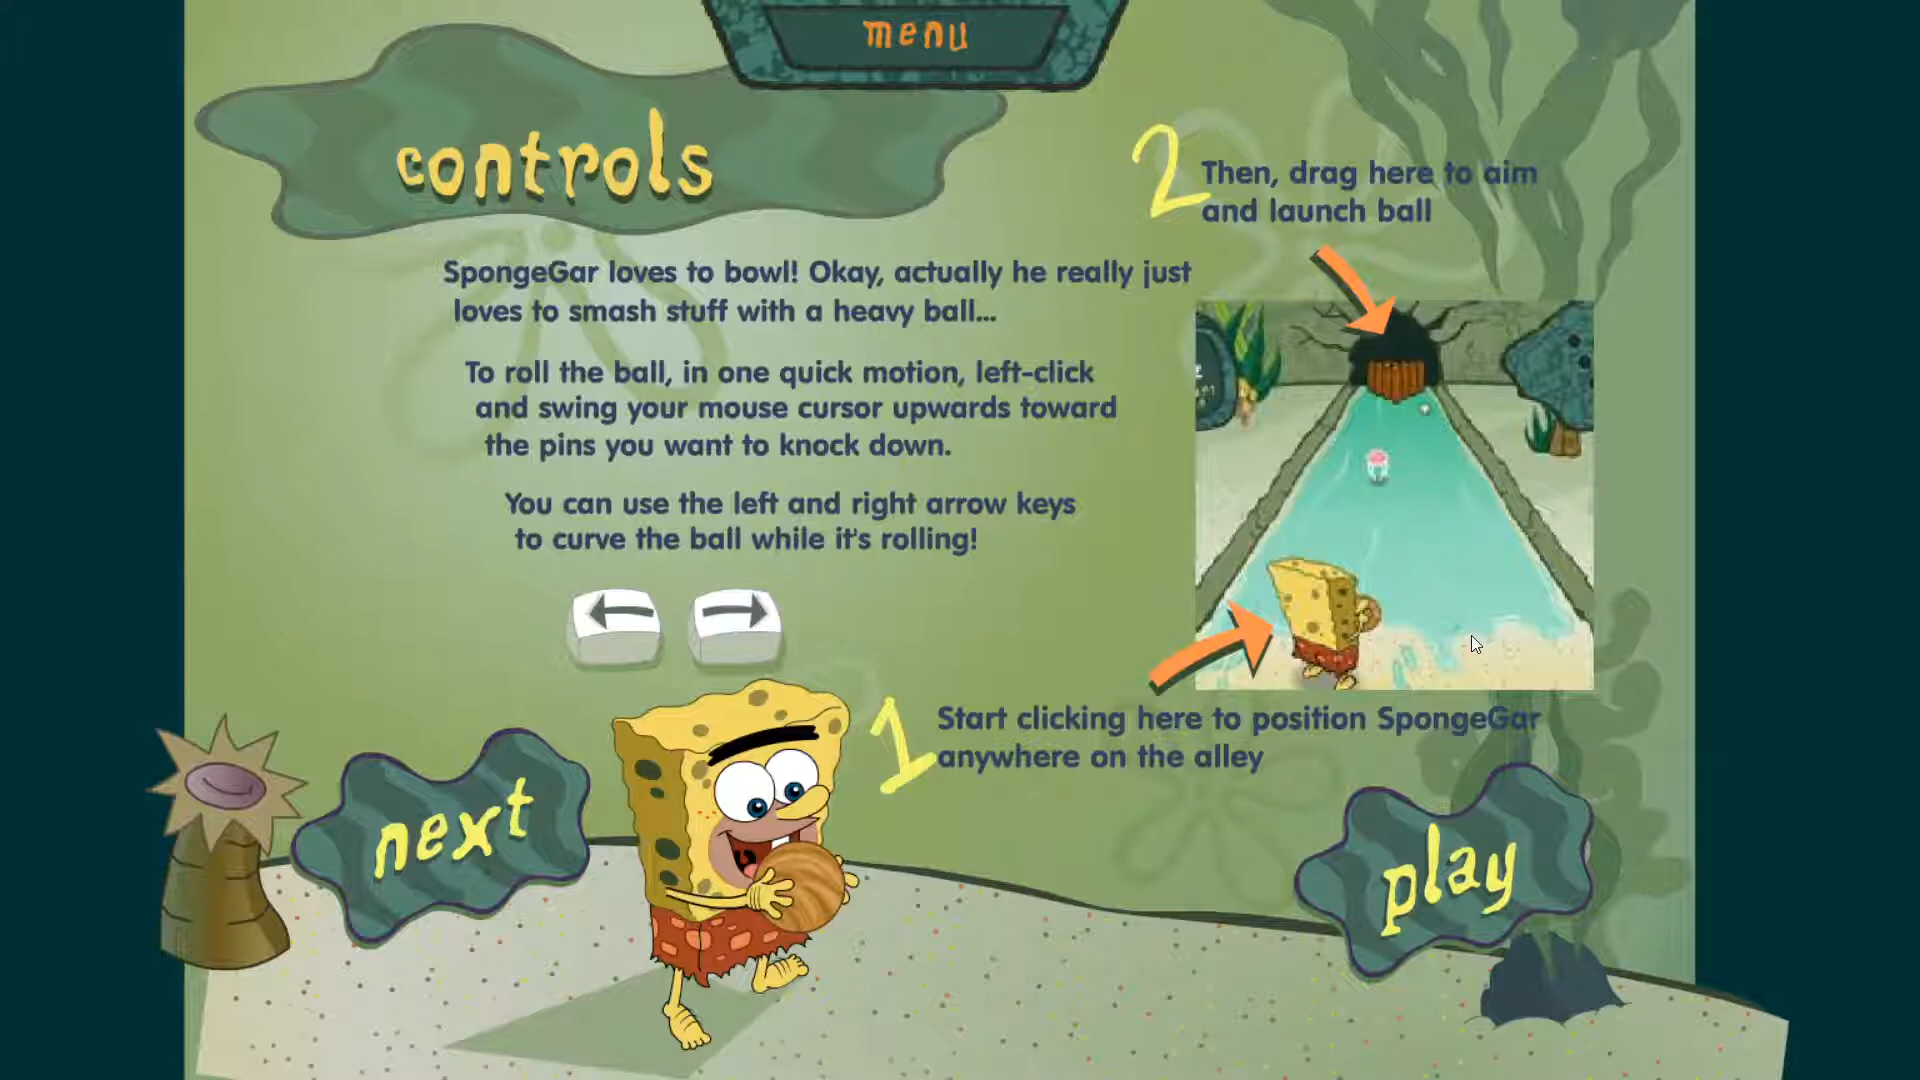 menu
controls
SpongeGar loves to bowl! Okay, actually he really just
loves to smash stuff with a heavy ball...
To roll the ball, in one quick motion, left-click
and swing your mouse cursor upwards toward
the pins you want to knock down.
You can use the left and right arrow keys
to curve the ball while it's rolling!
2
Then, drag here to aim
and launch ball
1
Start clicking here to position SpongeGar
anywhere on the alley
next
play